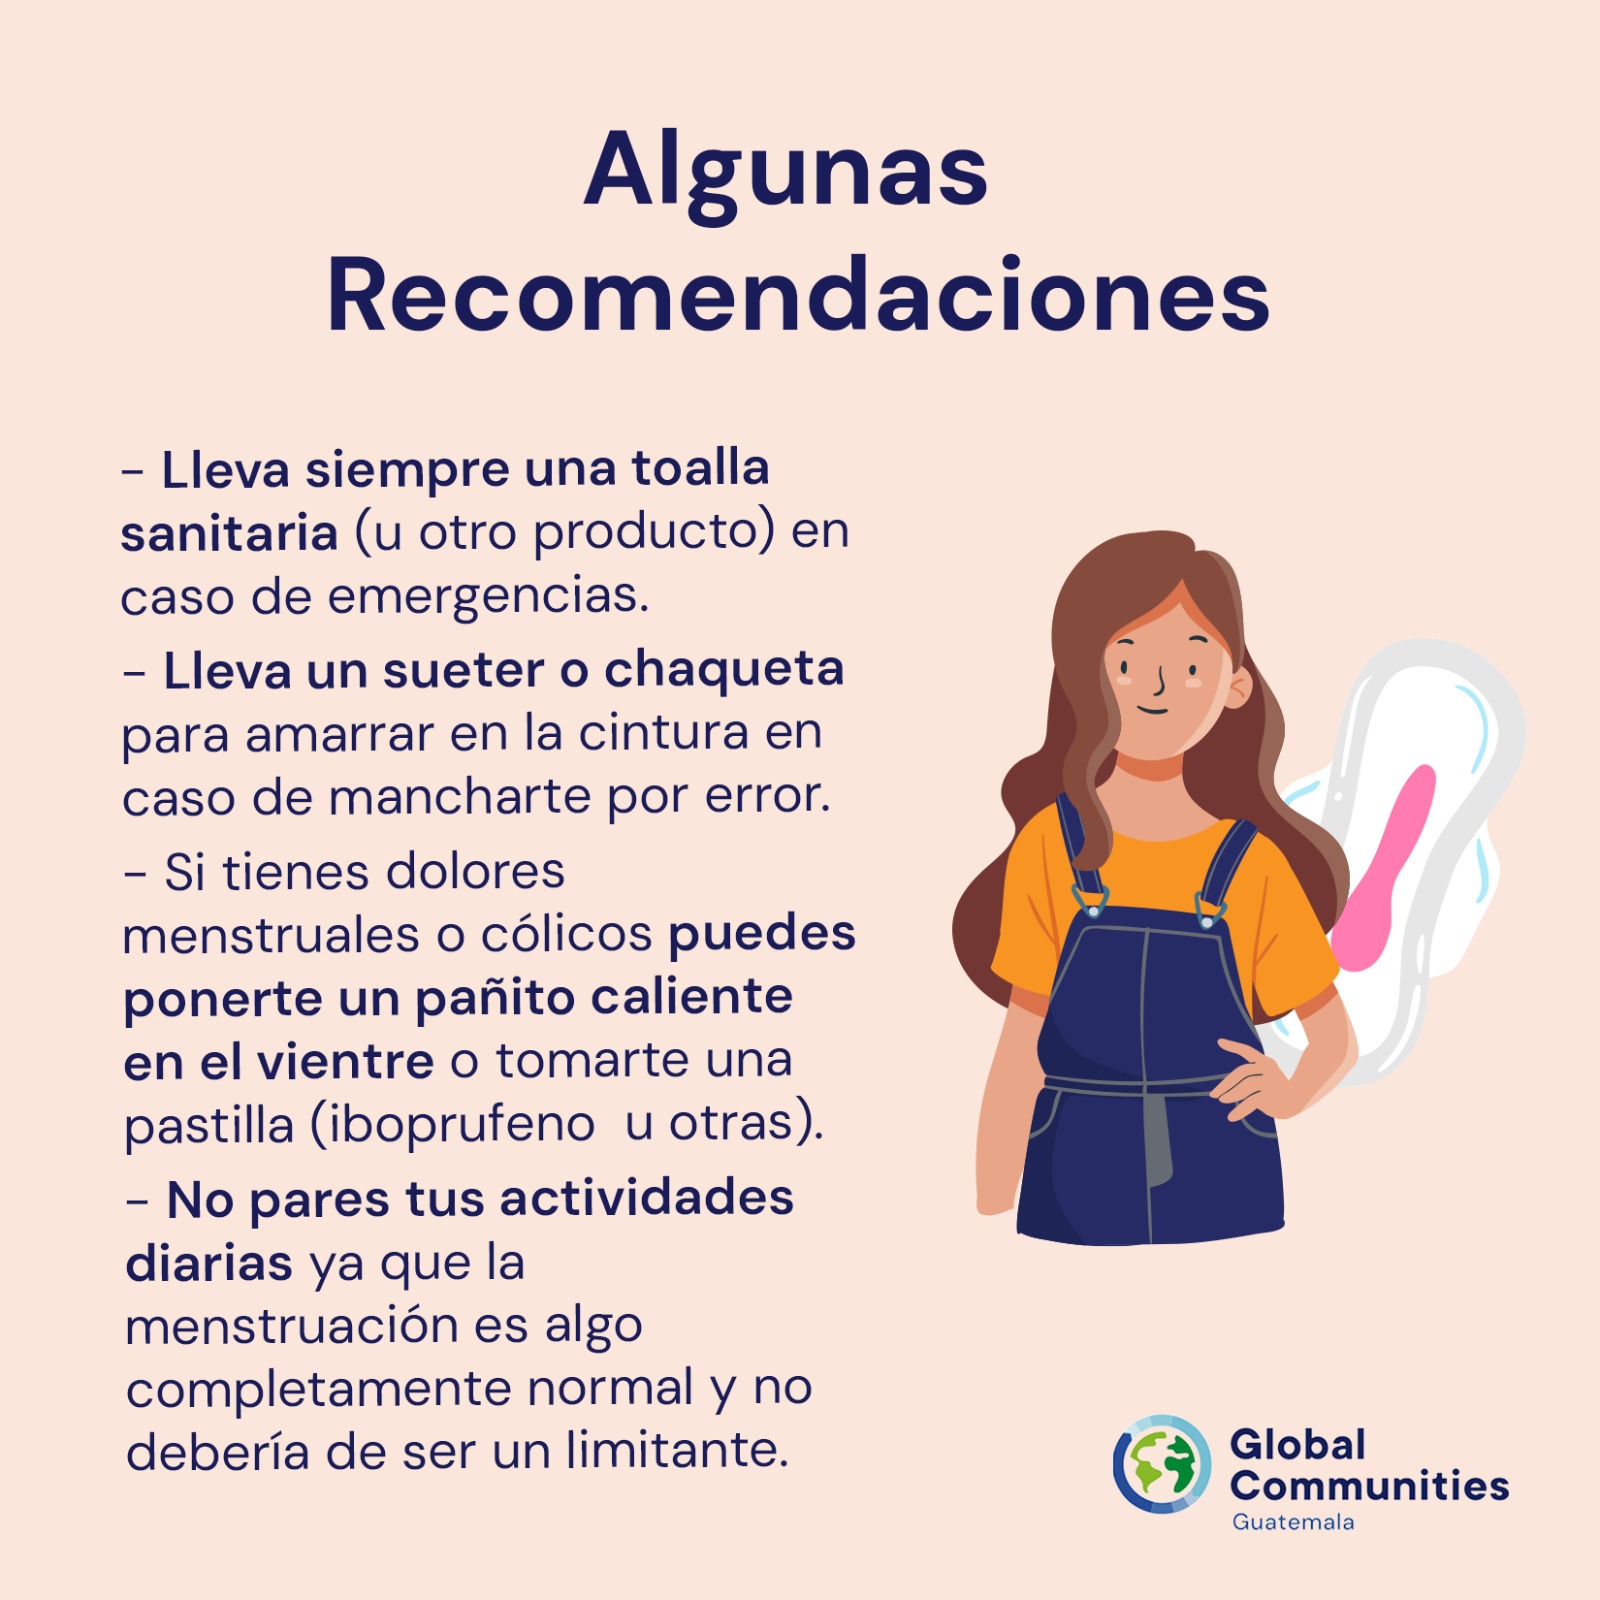 Algunas
Recomendaciones
- Lleva siempre una toalla
sanitaria (u otro producto) en
caso de emergencias.
- Lleva un sueter o chaqueta
para amarrar en la cintura en
caso de mancharte por error.
- Si tienes dolores
menstruales o cólicos puedes
ponerte un pañito caliente
en el vientre o tomarte una
pastilla (iboprufeno u otras).
- No pares tus actividades
diarias ya que la
menstruación es algo
completamente normal y no
debería de ser un limitante.
Global
Communities
Guatemala